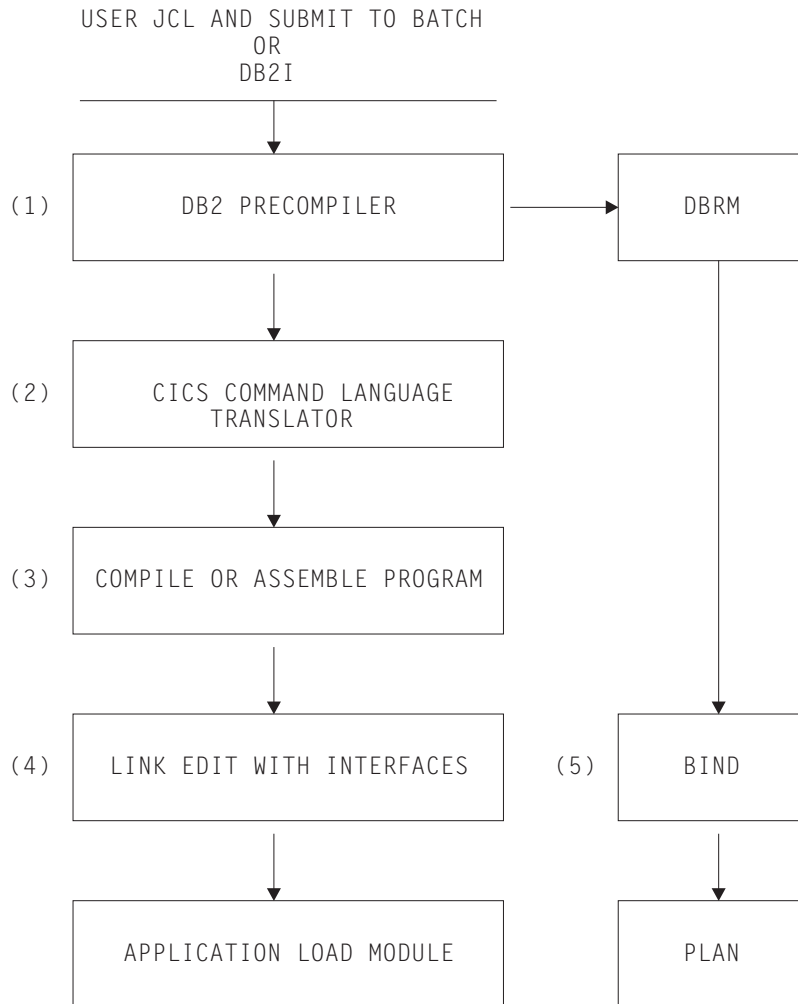 USER JCL AND SUBMIT TO BATCH
OR
DB2I
(1)
DB2 PRECOMPILER
DBRM
(2)
CICS COMMAND LANGUAGE
TRANSLATOR
(3)
COMPILE OR ASSEMBLE PROGRAM
(4)
LINK EDIT WITH INTERFACES
(5)
BIND
APPLICATION LOAD MODULE
PLAN